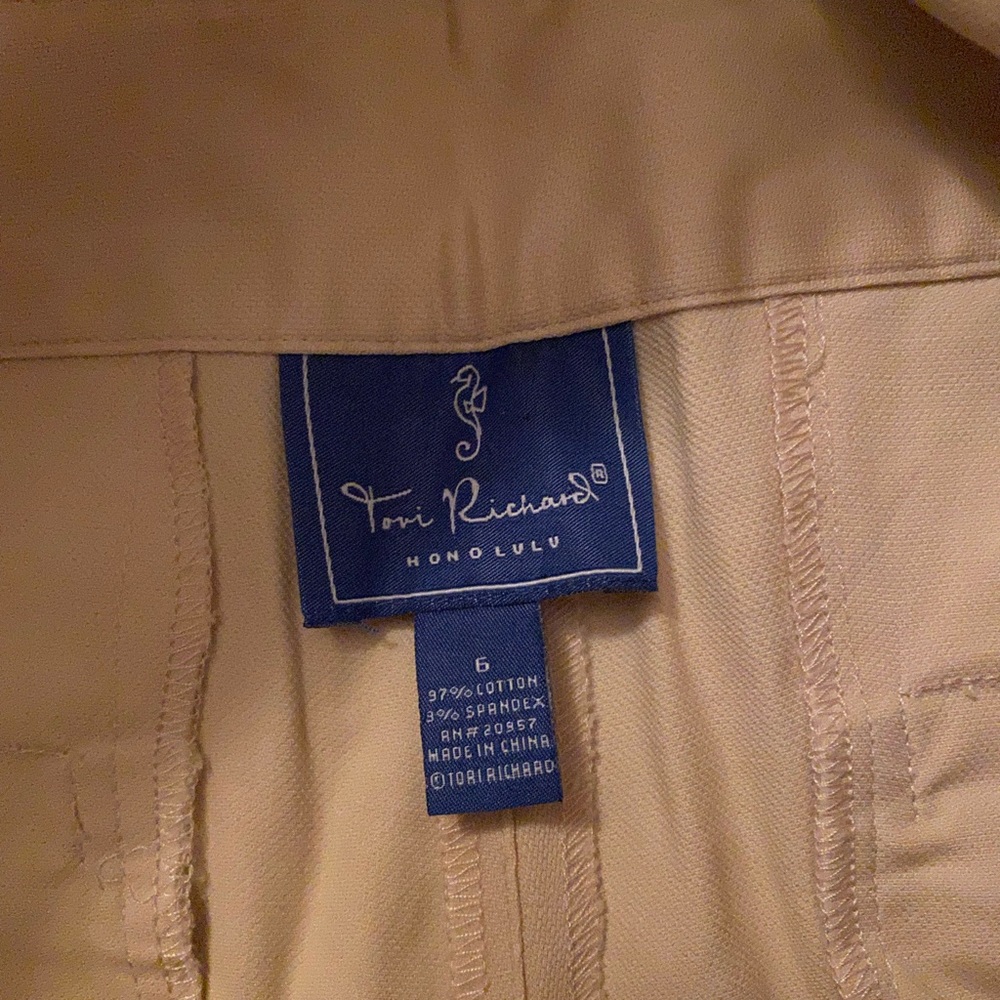 Tori Richard®
HONOLULU
6
97% COTTON
3% SPANDEX
RN# 20957
MADE IN CHINA
©TORI RICHARD